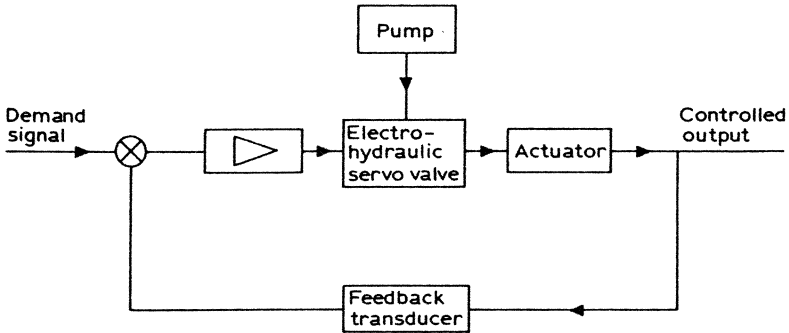 Pump
Demand
signal
Electro-
hydraulic
servo valve
Actuator
Controlled
output
Feedback
transducer